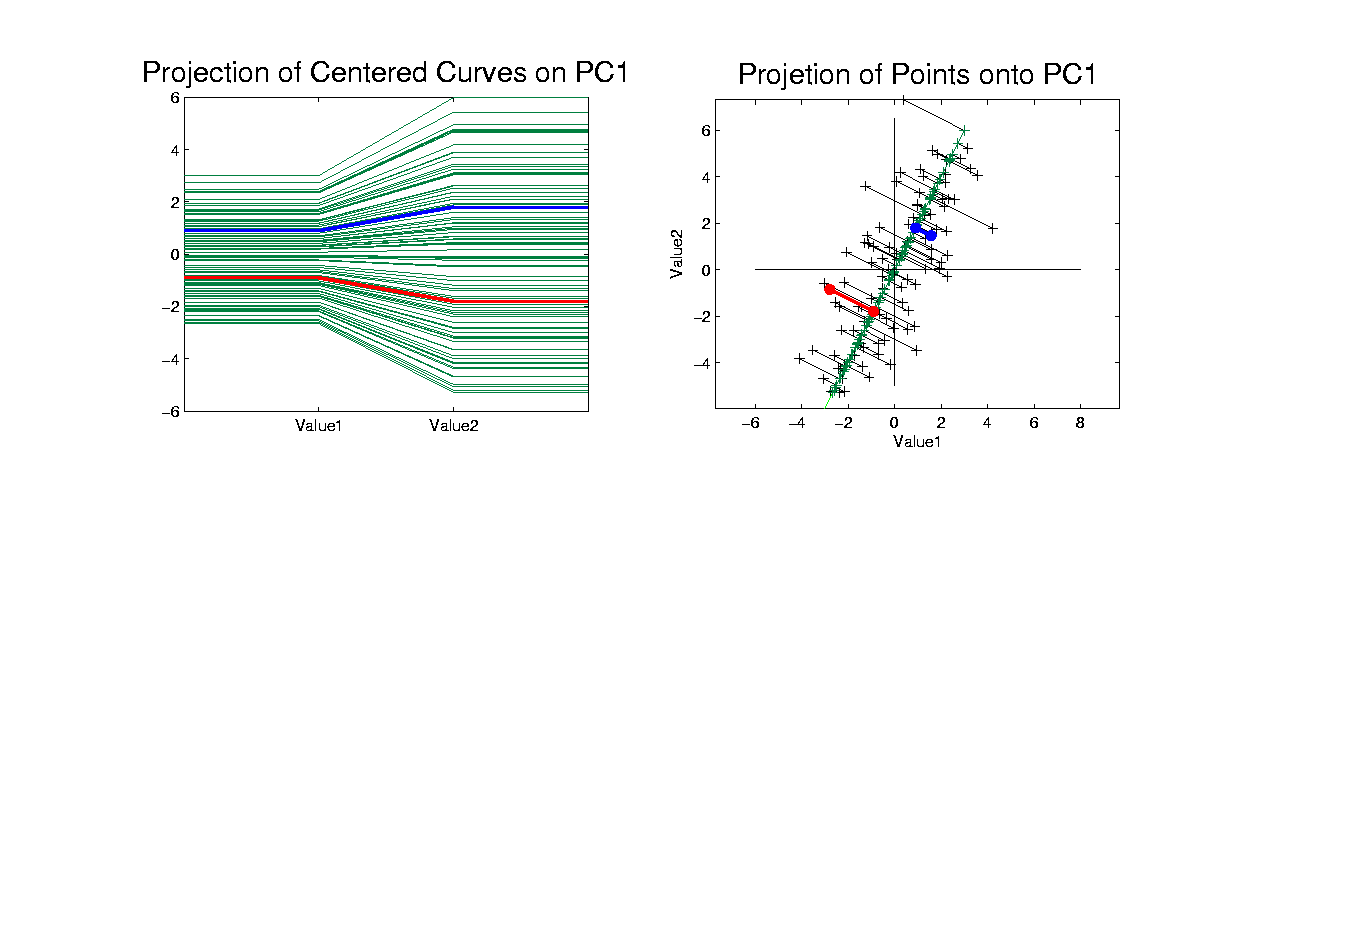 Projection of Centered Curves on PC1
6
4
2
0
−2
−4
−6
Value1 Value2
Projetion of Points onto PC1
6
4
2
0
−2
−4
Value2
−6 −4 −2 0 2 4 6 8
Value1